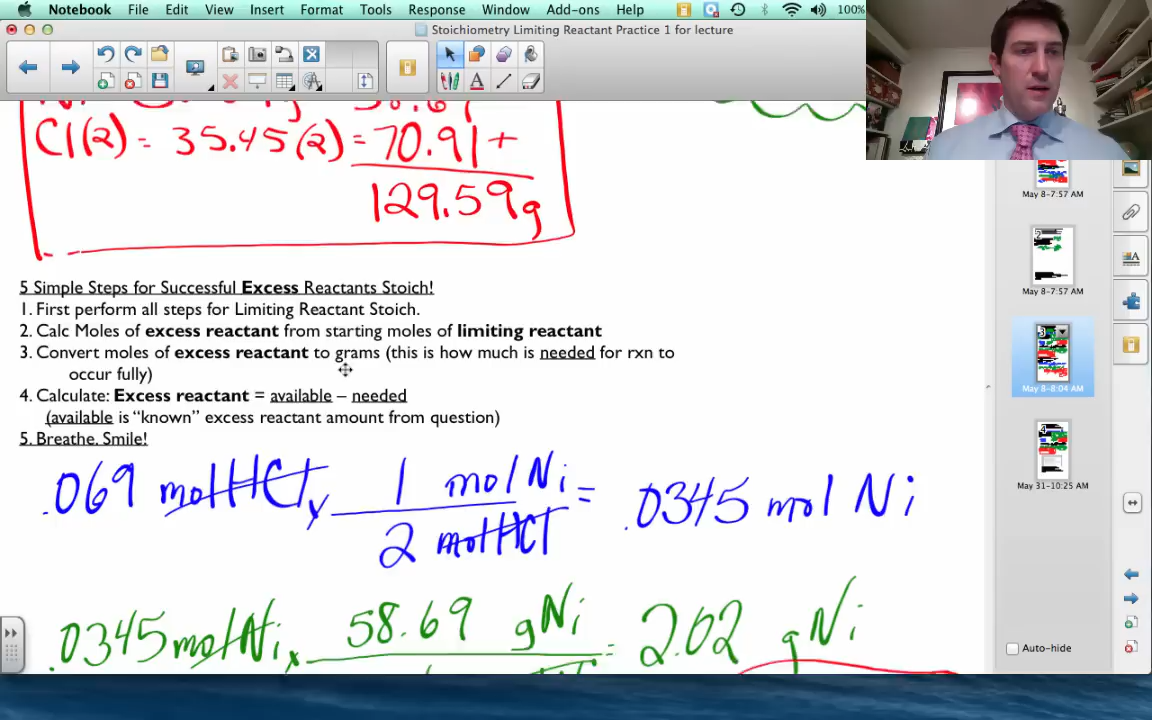 Notebook File Edit View Insert Format Tools Response Window Add-ons Help 100%
Stoichiometry Limiting Reactant Practice 1 for lecture
Cl(2) = 35.45(2) = 70.91 +
129.59g
5 Simple Steps for Successful Excess Reactants Stoich!
1. First perform all steps for Limiting Reactant Stoich.
2. Calc Moles of excess reactant from starting moles of limiting reactant
3. Convert moles of excess reactant to grams (this is how much is needed for rxn to
occur fully)
4. Calculate: Excess reactant = available – needed
(available is “known” excess reactant amount from question)
5. Breathe. Smile!
.069 mol HCl x 1 mol Ni = .0345 mol Ni
2 mol HCl
.0345 mol Ni x 58.69 g Ni = 2.02 g Ni
May 8-7:57 AM
2
May 8-7:57 AM
3
May 8-8:04 AM
4
May 31-10:25 AM
Auto-hide